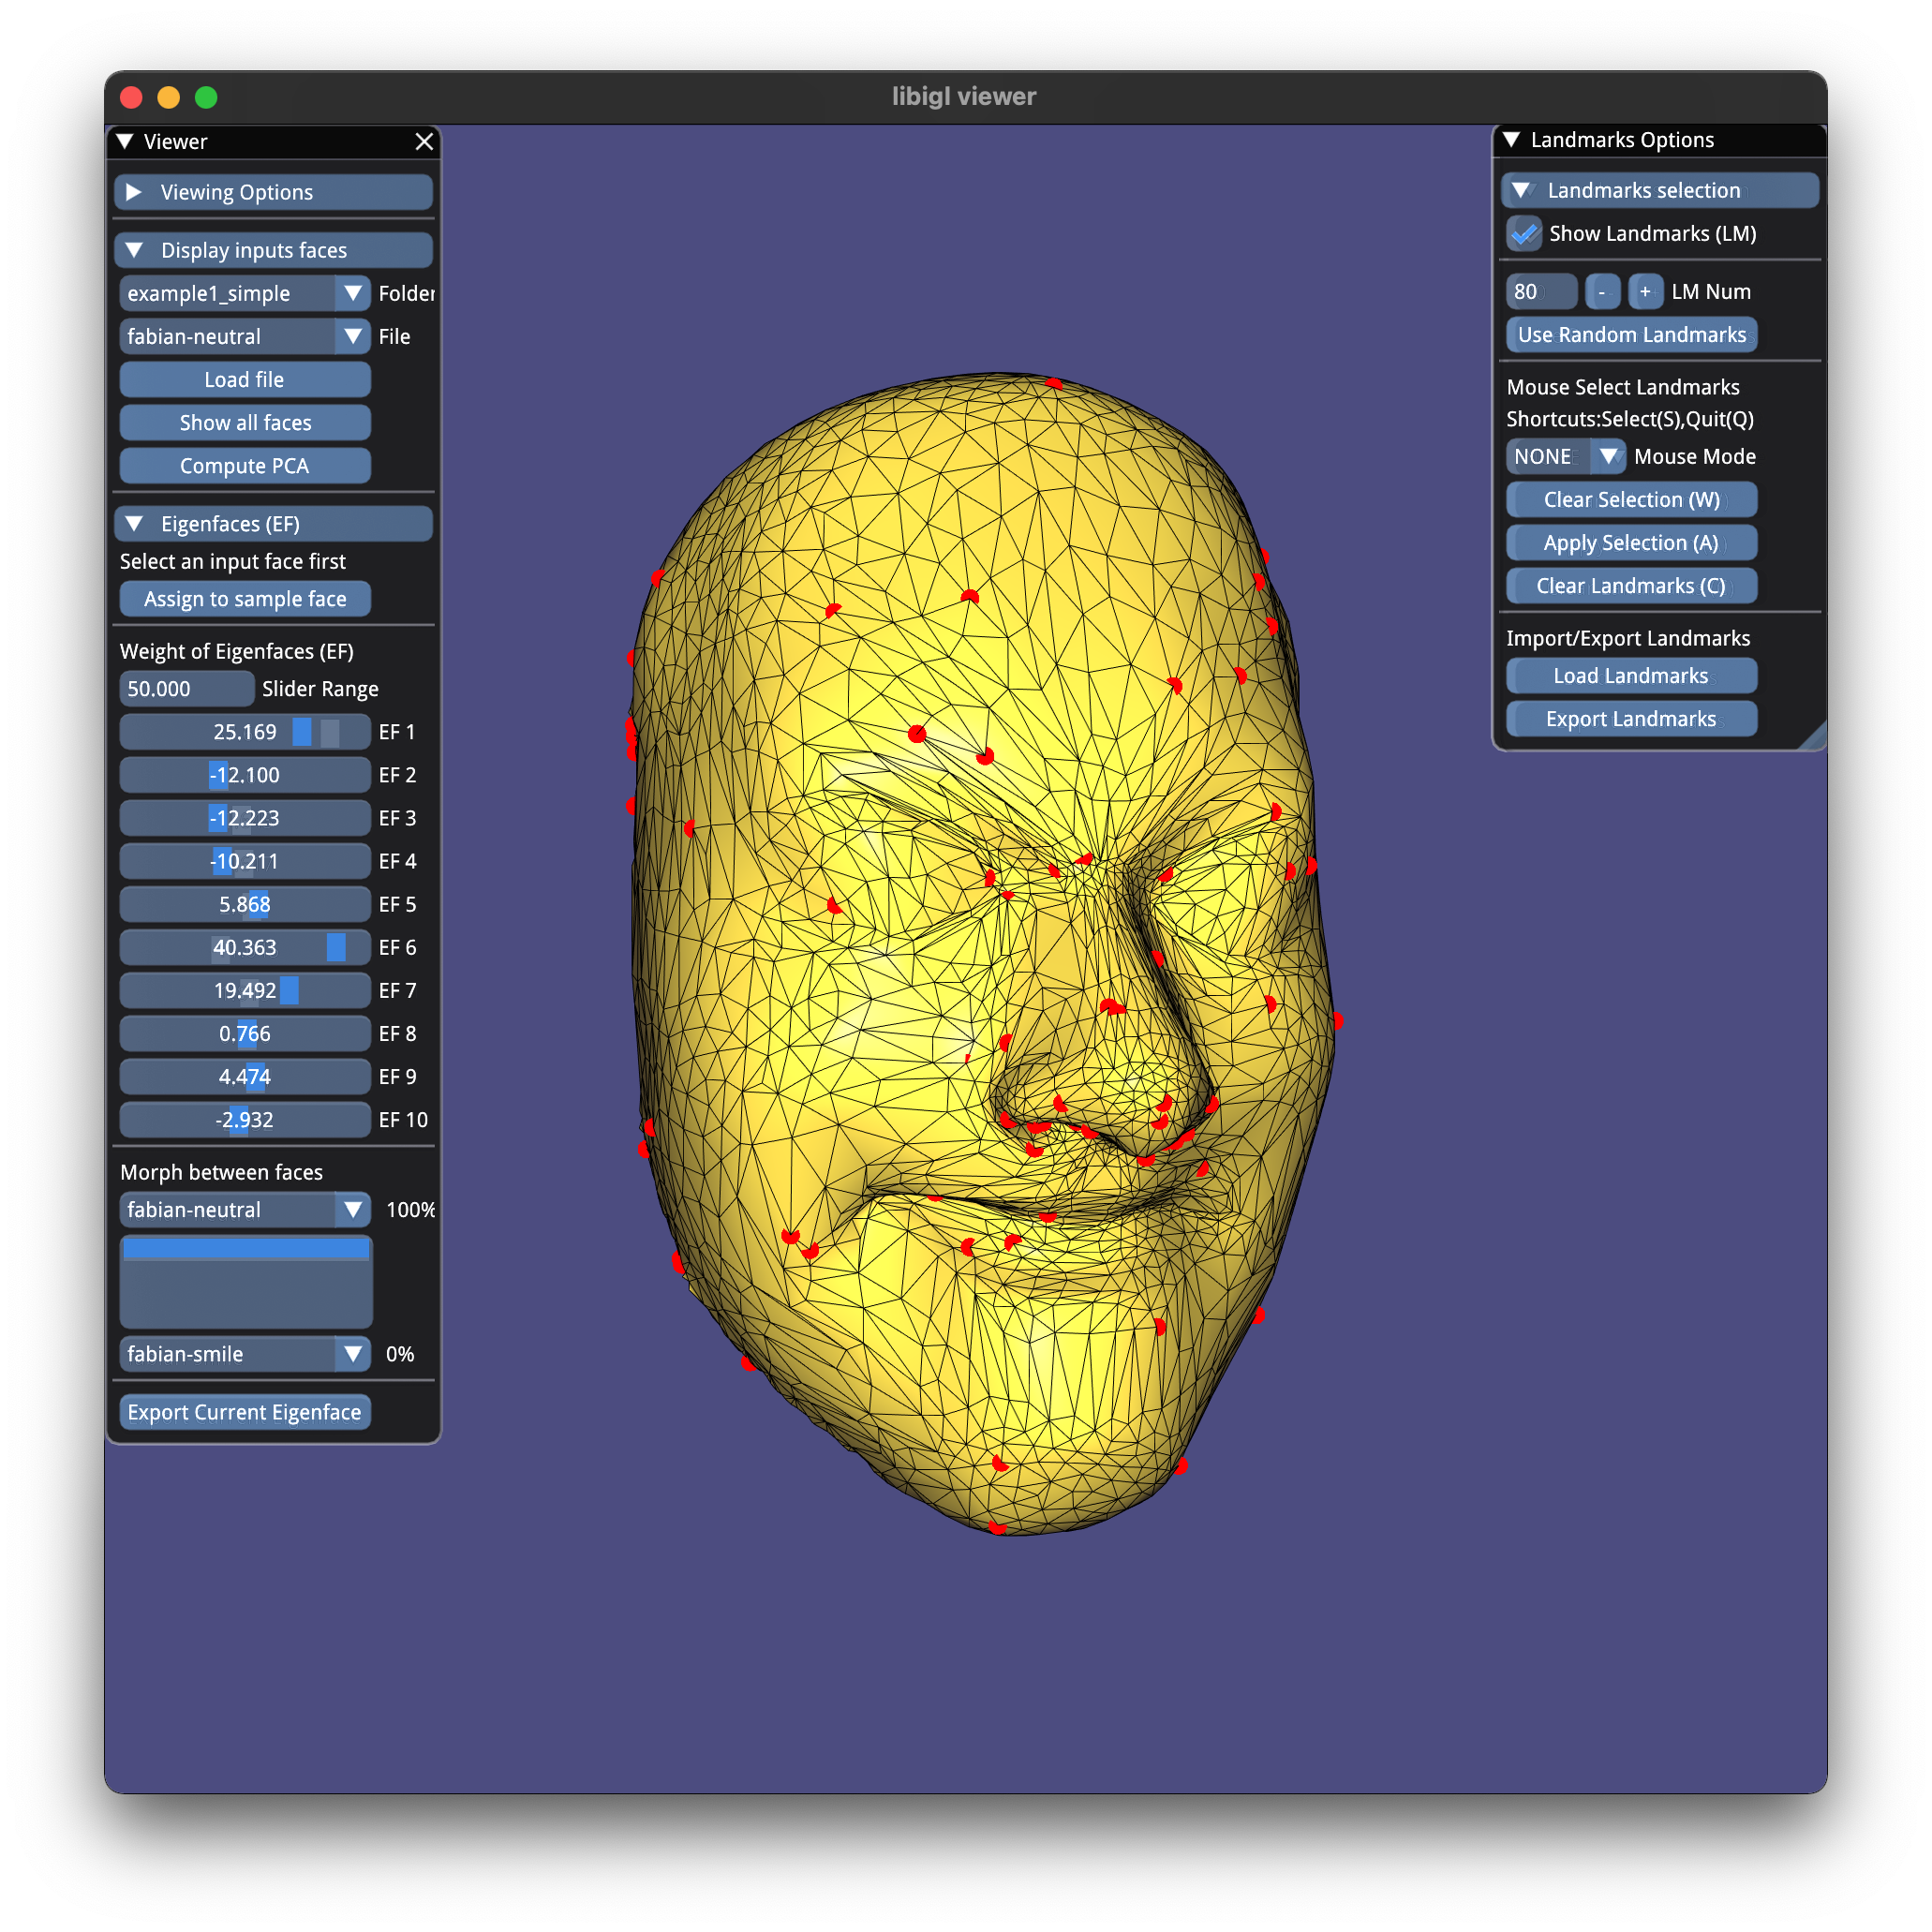 libigl viewer
Viewer
Viewing Options
Display inputs faces
example1_simple Folder
fabian-neutral File
Load file
Show all faces
Compute PCA
Eigenfaces (EF)
Select an input face first
Assign to sample face
Weight of Eigenfaces (EF)
50.000 Slider Range
25.169 EF 1
-12.100 EF 2
-12.223 EF 3
-10.211 EF 4
5.868 EF 5
40.363 EF 6
19.492 EF 7
0.766 EF 8
4.474 EF 9
-2.932 EF 10
Morph between faces
fabian-neutral 100%
fabian-smile 0%
Export Current Eigenface
Landmarks Options
Landmarks selection
Show Landmarks (LM)
80 - + LM Num
Use Random Landmarks
Mouse Select Landmarks
Shortcuts:Select(S),Quit(Q)
NONE Mouse Mode
Clear Selection (W)
Apply Selection (A)
Clear Landmarks (C)
Import/Export Landmarks
Load Landmarks
Export Landmarks